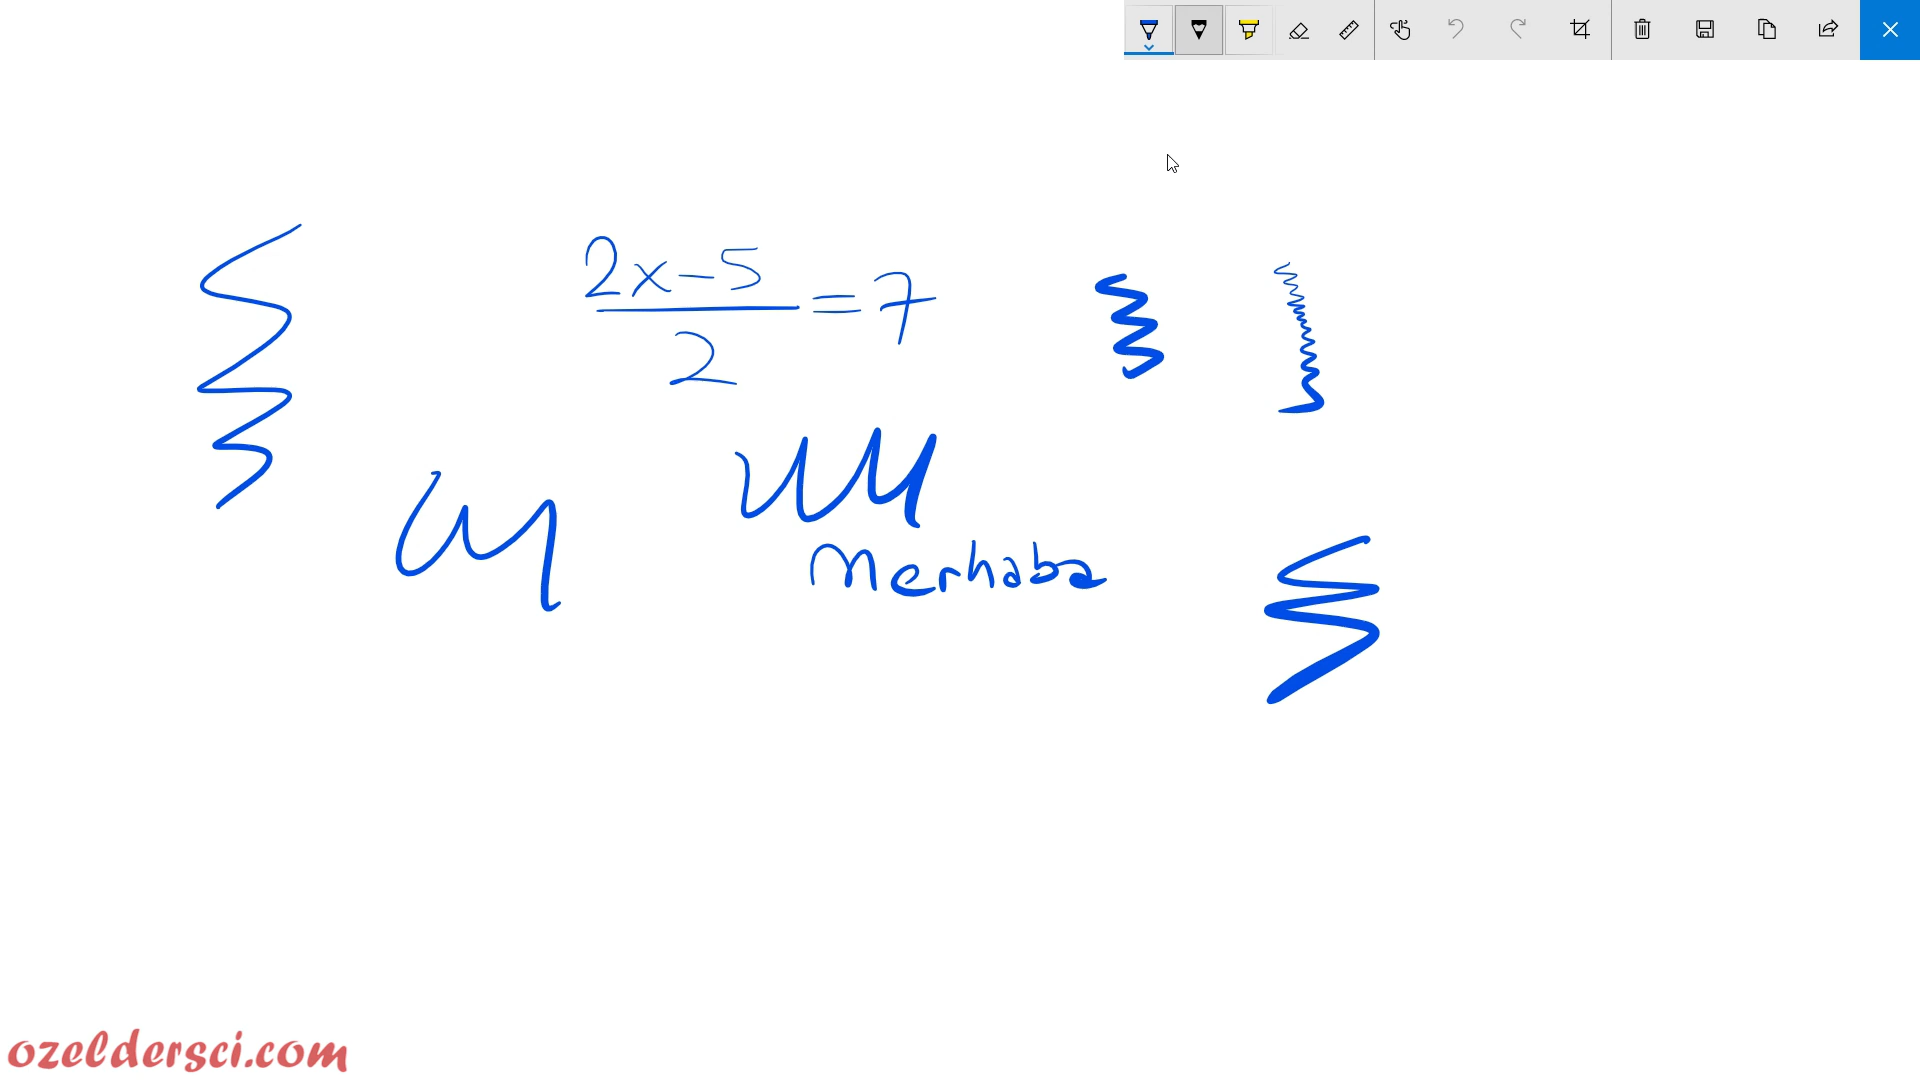 (2x-5)/2 = 7
Merhaba
ozeldersci.com